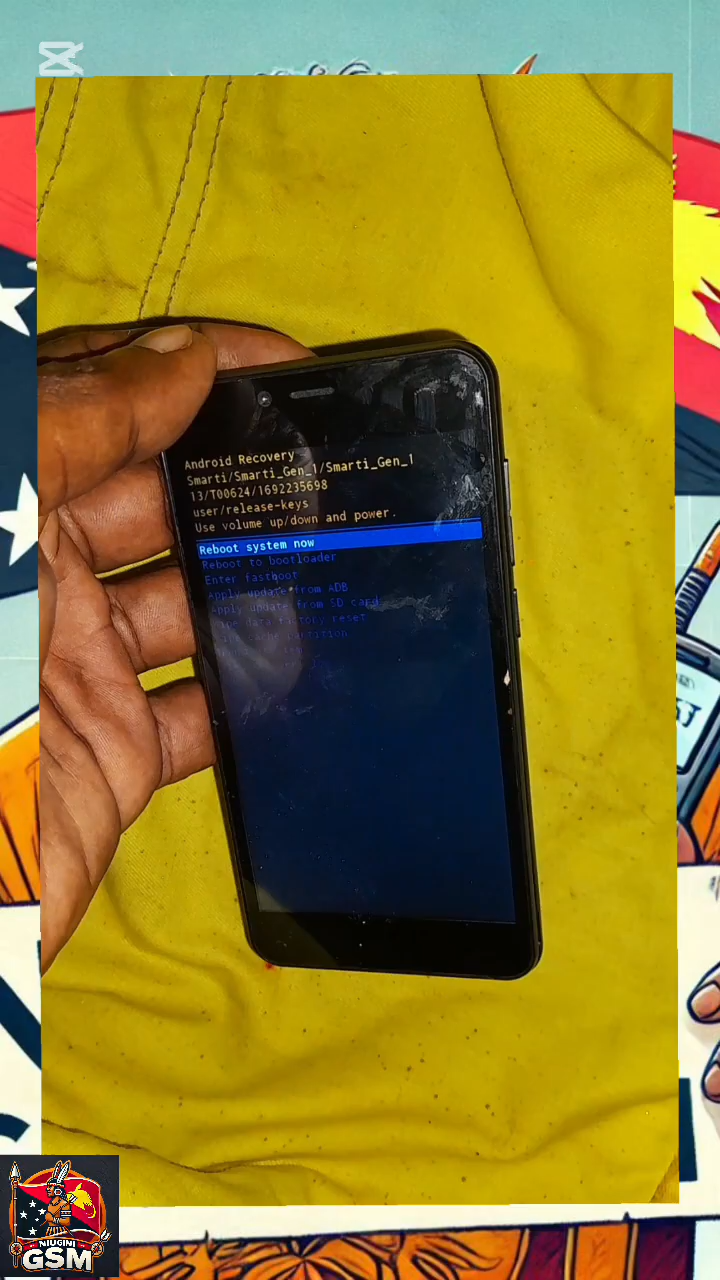 Android Recovery
Smarti/Smarti_Gen_1/Smarti_Gen_1
13/T00624/1692235698
user/release-keys
Use volume up/down and power.
Reboot system now
Reboot to bootloader
Enter fastboot
Apply update from ADB
Apply update from SD card
data/factory reset
cache partition
NIUGINI
GSM